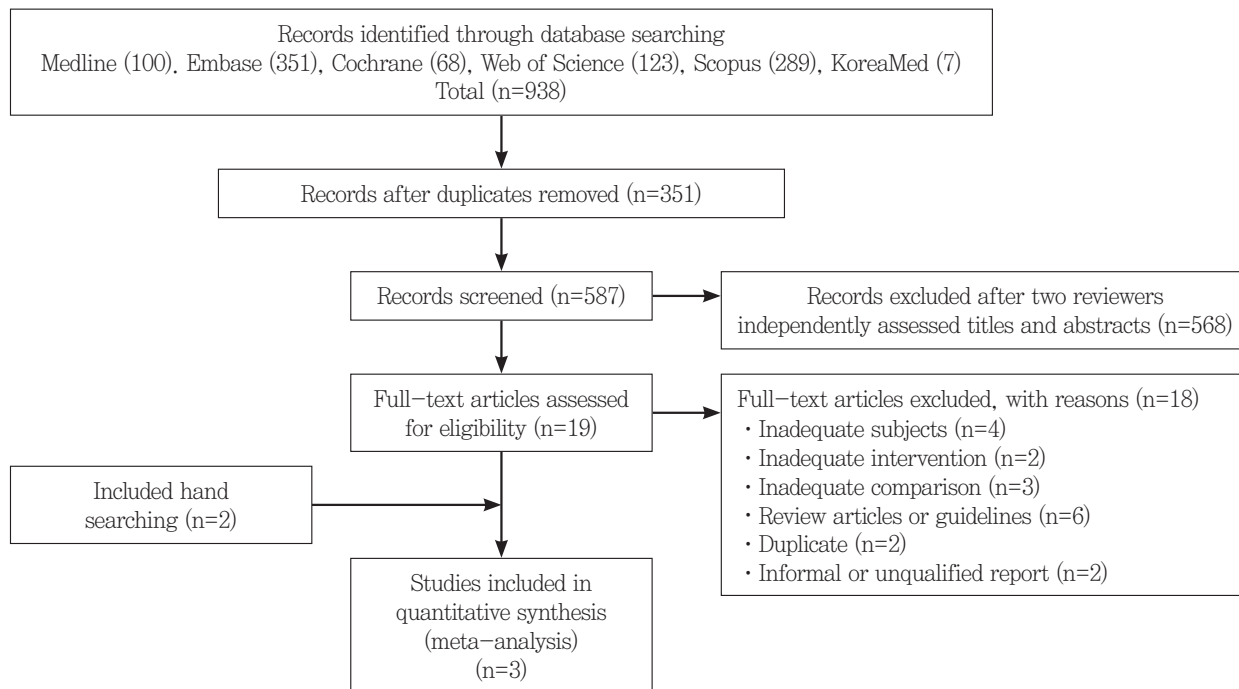 Records identified through database searching
Medline (100), Embase (351), Cochrane (68), Web of Science (123), Scopus (289), KoreaMed (7)
Total (n=938)
Records after duplicates removed (n=351)
Records screened (n=587)
Records excluded after two reviewers
independently assessed titles and abstracts (n=568)
Full-text articles assessed
for eligibility (n=19)
Full-text articles excluded, with reasons (n=18)
· Inadequate subjects (n=4)
· Inadequate intervention (n=2)
· Inadequate comparison (n=3)
· Review articles or guidelines (n=6)
· Duplicate (n=2)
· Informal or unqualified report (n=2)
Included hand
searching (n=2)
Studies included in
quantitative synthesis
(meta-analysis)
(n=3)